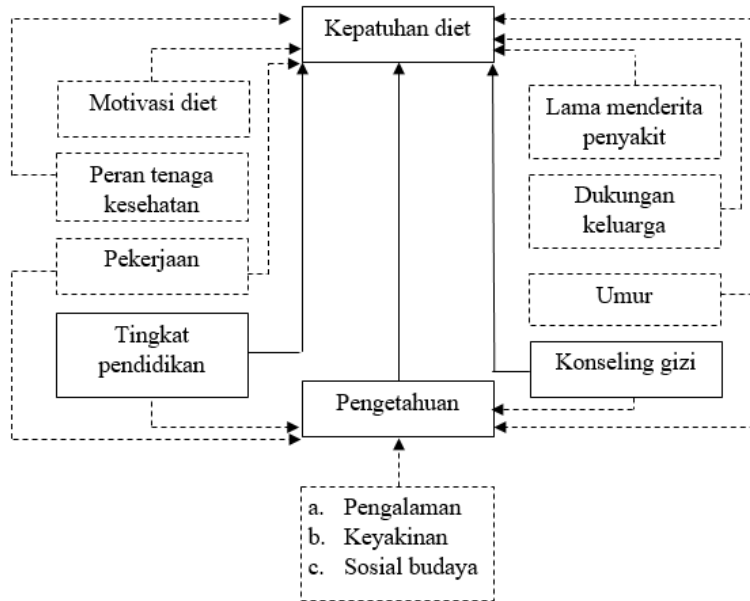 Kepatuhan diet
Motivasi diet
Peran tenaga
kesehatan
Pekerjaan
Tingkat
pendidikan
Lama menderita
penyakit
Dukungan
keluarga
Umur
Konseling gizi
Pengetahuan
a. Pengalaman
b. Keyakinan
c. Sosial budaya